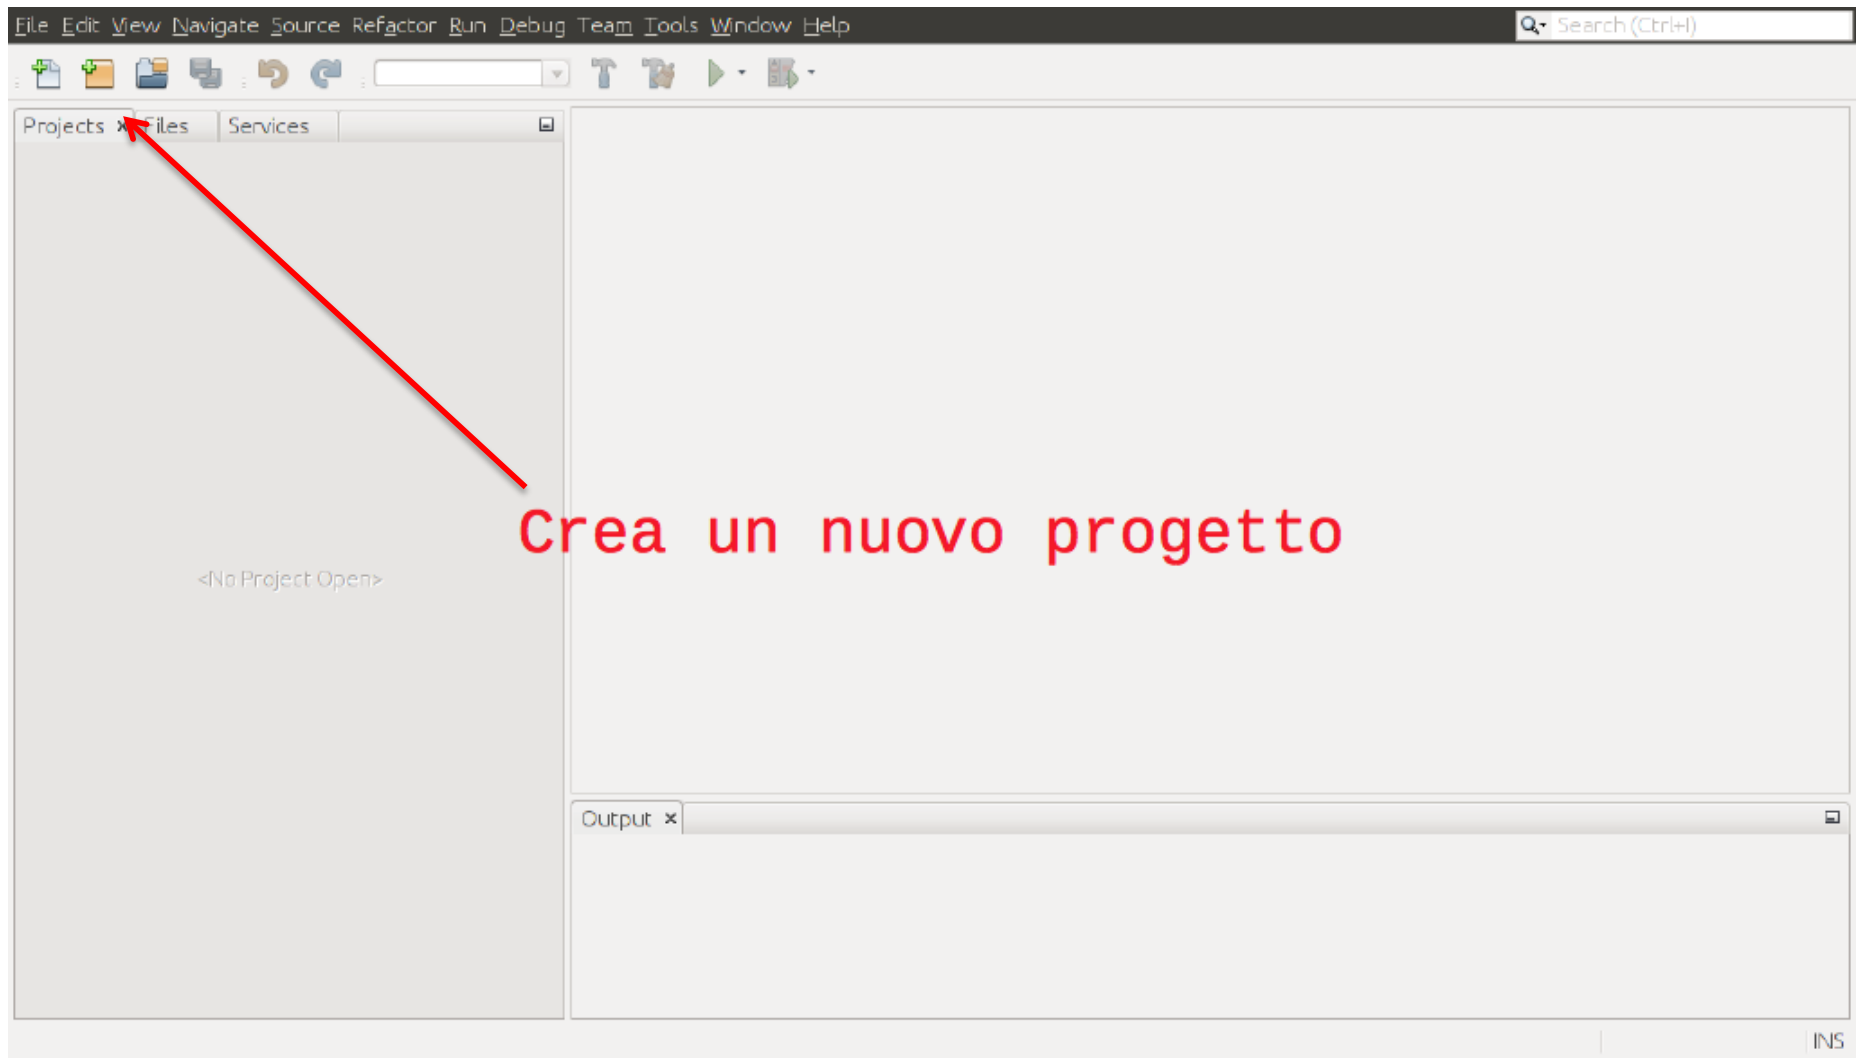 File Edit View Navigate Source Refactor Run Debug Team Tools Window Help
Search (Ctrl+I)
Projects Files Services
Crea un nuovo progetto
<No Project Open>
Output
INS